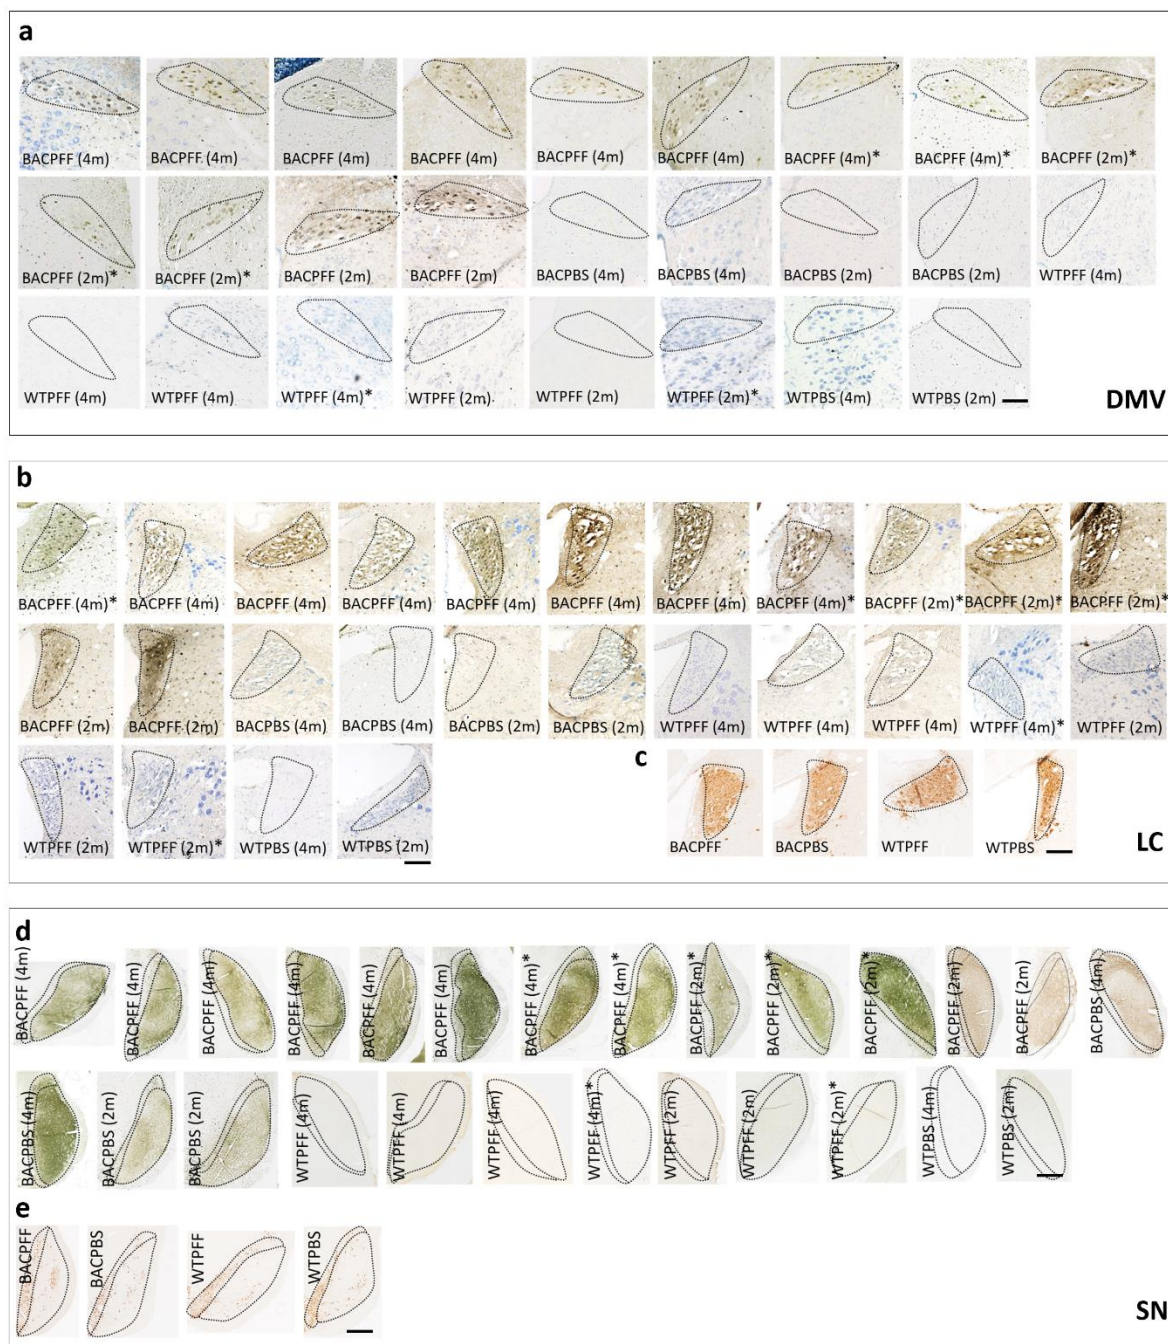 a
BACPFF (4m) BACPFF (4m) BACPFF (4m) BACPFF (4m) BACPFF (4m) BACPFF (4m) BACPFF (4m)* BACPFF (4m)* BACPFF (2m)*
BACPFF (2m)* BACPFF (2m)* BACPFF (2m) BACPFF (2m) BACPBS (4m) BACPBS (4m) BACPBS (2m) BACPBS (2m) WTPFF (4m)
WTPFF (4m) WTPFF (4m) WTPFF (4m)* WTPFF (2m) WTPFF (2m) WTPFF (2m)* WTPBS (4m) WTPBS (2m)
DMV
b
BACPFF (4m)* BACPFF (4m) BACPFF (4m) BACPFF (4m) BACPFF (4m) BACPFF (4m) BACPFF (4m) BACPFF (4m)* BACPFF (2m)* BACPFF (2m)* BACPFF (2m)*
BACPFF (2m) BACPFF (2m) BACPBS (4m) BACPBS (4m) BACPBS (2m) BACPBS (2m) WTPFF (4m) WTPFF (4m) WTPFF (4m) WTPFF (4m)* WTPFF (2m)
WTPFF (2m) WTPFF (2m)* WTPBS (4m) WTPBS (2m)
c
BACPFF BACPBS WTPFF WTPBS
LC
d
BACPFF (4m) BACPFF (4m) BACPFF (4m) BACPFF (4m) BACPFF (4m) BACPFF (4m) BACPFF (4m)* BACPFF (4m)* BACPFF (2m)* BACPFF (2m)* BACPFF (2m)* BACPFF (2m) BACPFF (2m) BACPBS (4m)
BACPBS (4m) BACPBS (2m) BACPBS (2m) WTPFF (4m) WTPFF (4m) WTPFF (4m) WTPFF (4m)* WTPFF (2m) WTPFF (2m) WTPFF (2m)* WTPBS (4m) WTPBS (2m)
e
BACPFF BACPBS WTPFF WTPBS
SN